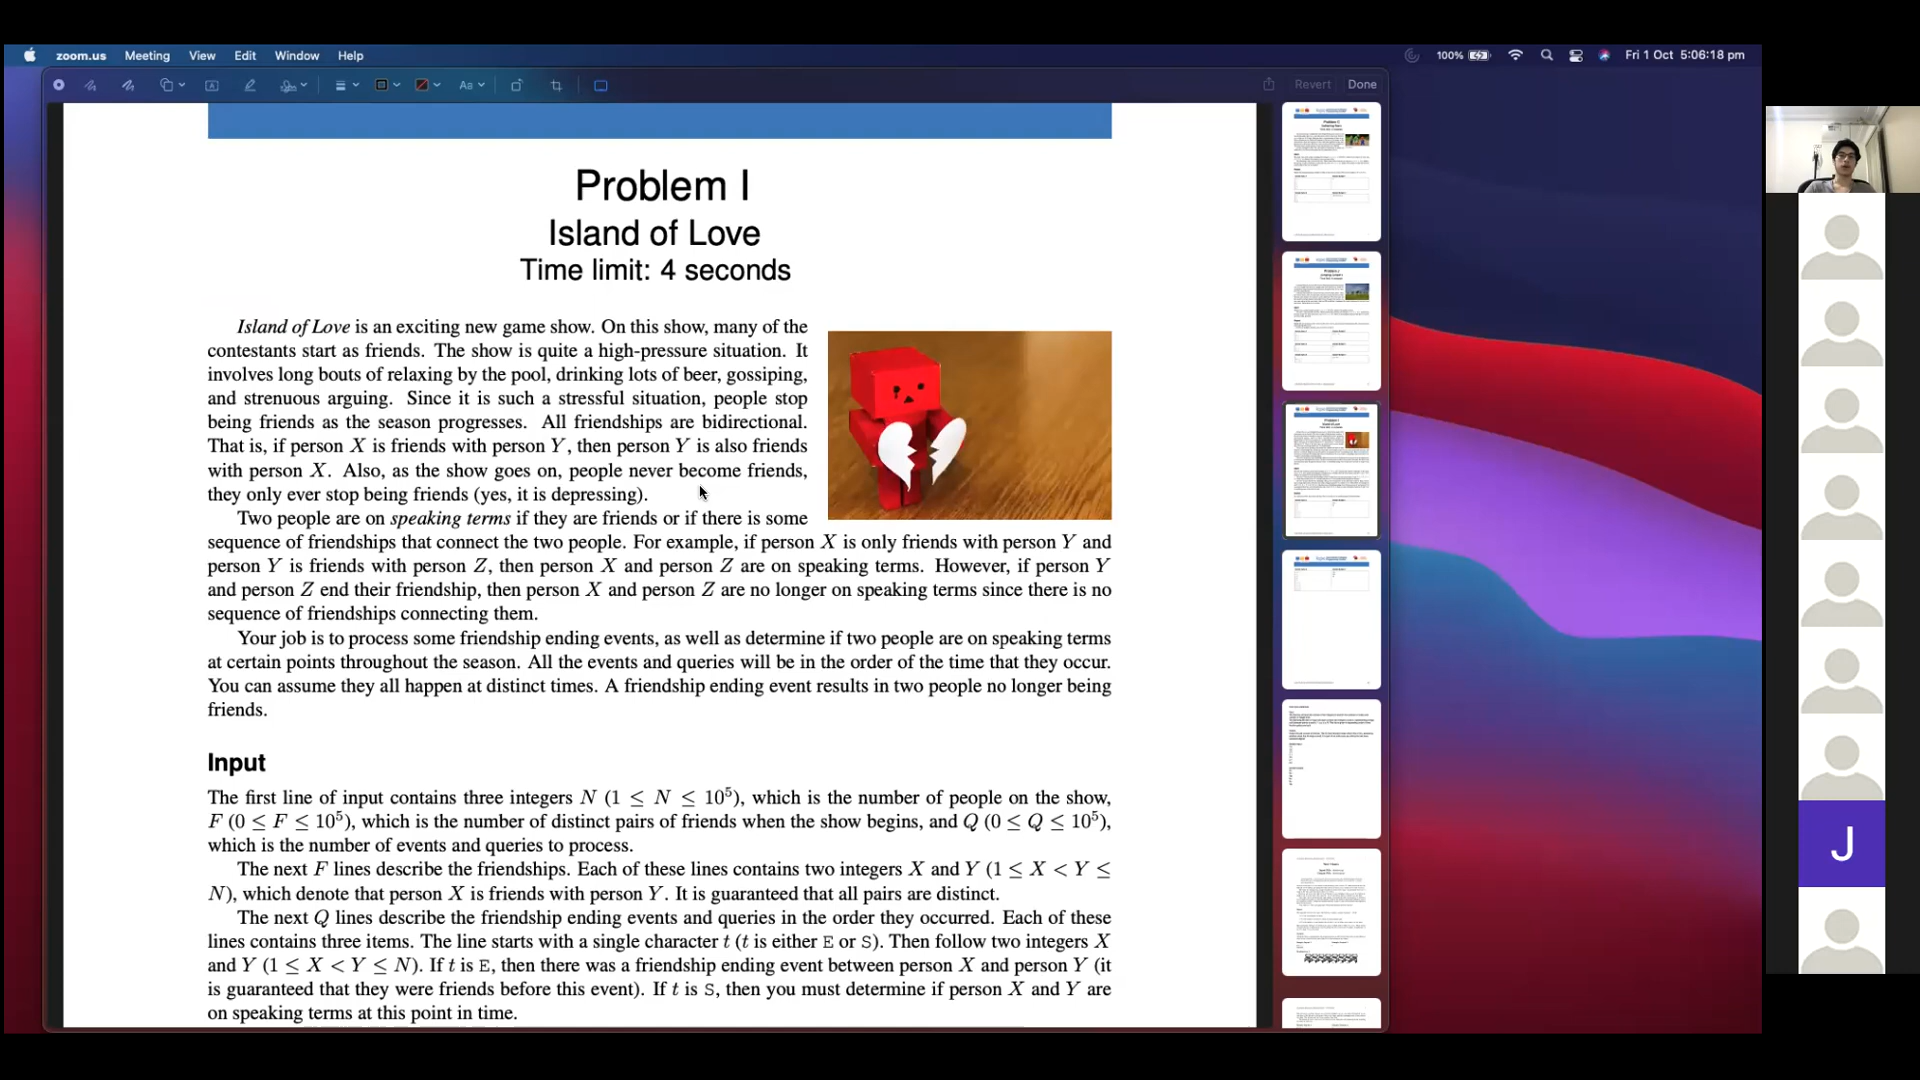 zoom.us Meeting View Edit Window Help
100% Fri 1 Oct 5:06:18 pm
Aa Revert Done
Problem I
Island of Love
Time limit: 4 seconds
Island of Love is an exciting new game show. On this show, many of the
contestants start as friends. The show is quite a high-pressure situation. It
involves long bouts of relaxing by the pool, drinking lots of beer, gossiping,
and strenuous arguing. Since it is such a stressful situation, people stop
being friends as the season progresses. All friendships are bidirectional.
That is, if person X is friends with person Y, then person Y is also friends
with person X. Also, as the show goes on, people never become friends,
they only ever stop being friends (yes, it is depressing).
Two people are on speaking terms if they are friends or if there is some
sequence of friendships that connect the two people. For example, if person X is only friends with person Y and
person Y is friends with person Z, then person X and person Z are on speaking terms. However, if person Y
and person Z end their friendship, then person X and person Z are no longer on speaking terms since there is no
sequence of friendships connecting them.
Your job is to process some friendship ending events, as well as determine if two people are on speaking terms
at certain points throughout the season. All the events and queries will be in the order of the time that they occur.
You can assume they all happen at distinct times. A friendship ending event results in two people no longer being
friends.
Input
The first line of input contains three integers N (1 ≤ N ≤ 10⁵), which is the number of people on the show,
F (0 ≤ F ≤ 10⁵), which is the number of distinct pairs of friends when the show begins, and Q (0 ≤ Q ≤ 10⁵),
which is the number of events and queries to process.
The next F lines describe the friendships. Each of these lines contains two integers X and Y (1 ≤ X < Y ≤
N), which denote that person X is friends with person Y. It is guaranteed that all pairs are distinct.
The next Q lines describe the friendship ending events and queries in the order they occurred. Each of these
lines contains three items. The line starts with a single character t (t is either E or S). Then follow two integers X
and Y (1 ≤ X < Y ≤ N). If t is E, then there was a friendship ending event between person X and person Y (it
is guaranteed that they were friends before this event). If t is S, then you must determine if person X and Y are
on speaking terms at this point in time.
J